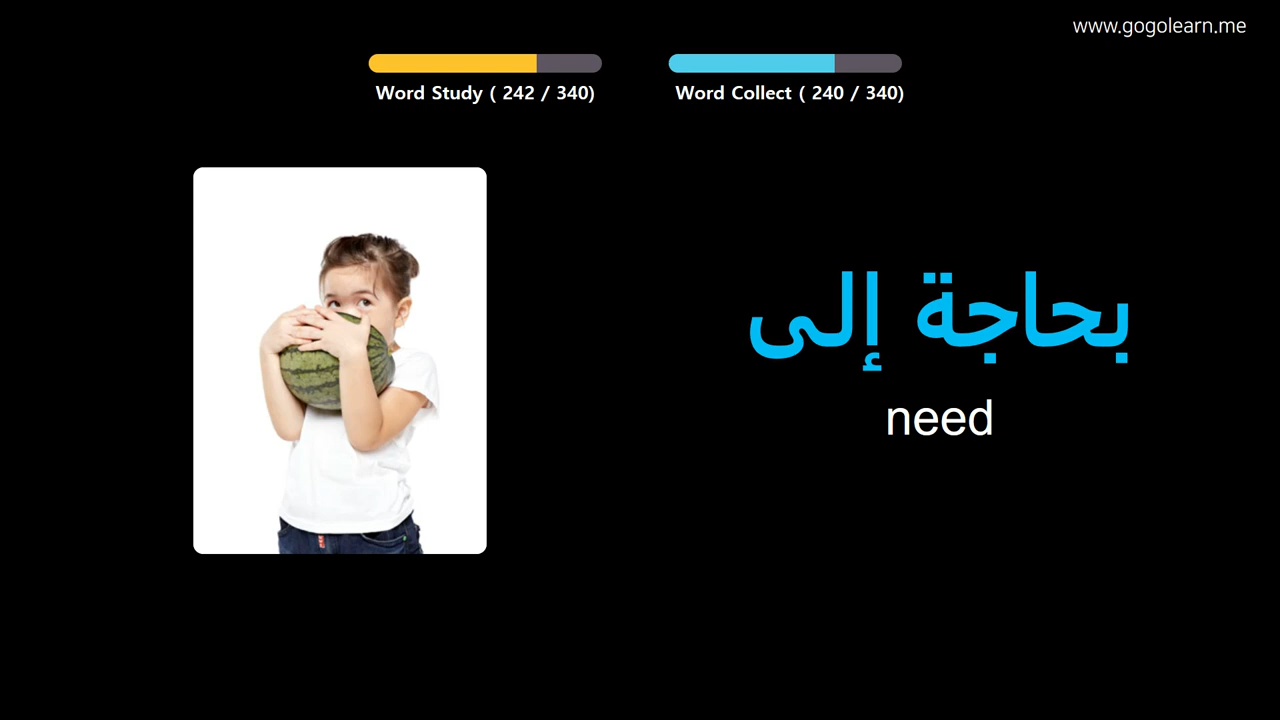 www.gogolearn.me
Word Study ( 242 / 340)
Word Collect ( 240 / 340)
بحاجة إلى
need